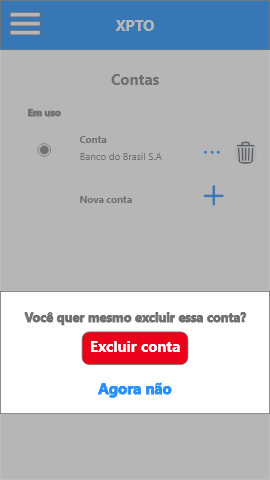 XPTO
Contas
Em uso
Conta
Banco do Brasil S.A
Nova conta
Você quer mesmo excluir essa conta?
Excluir conta
Agora não